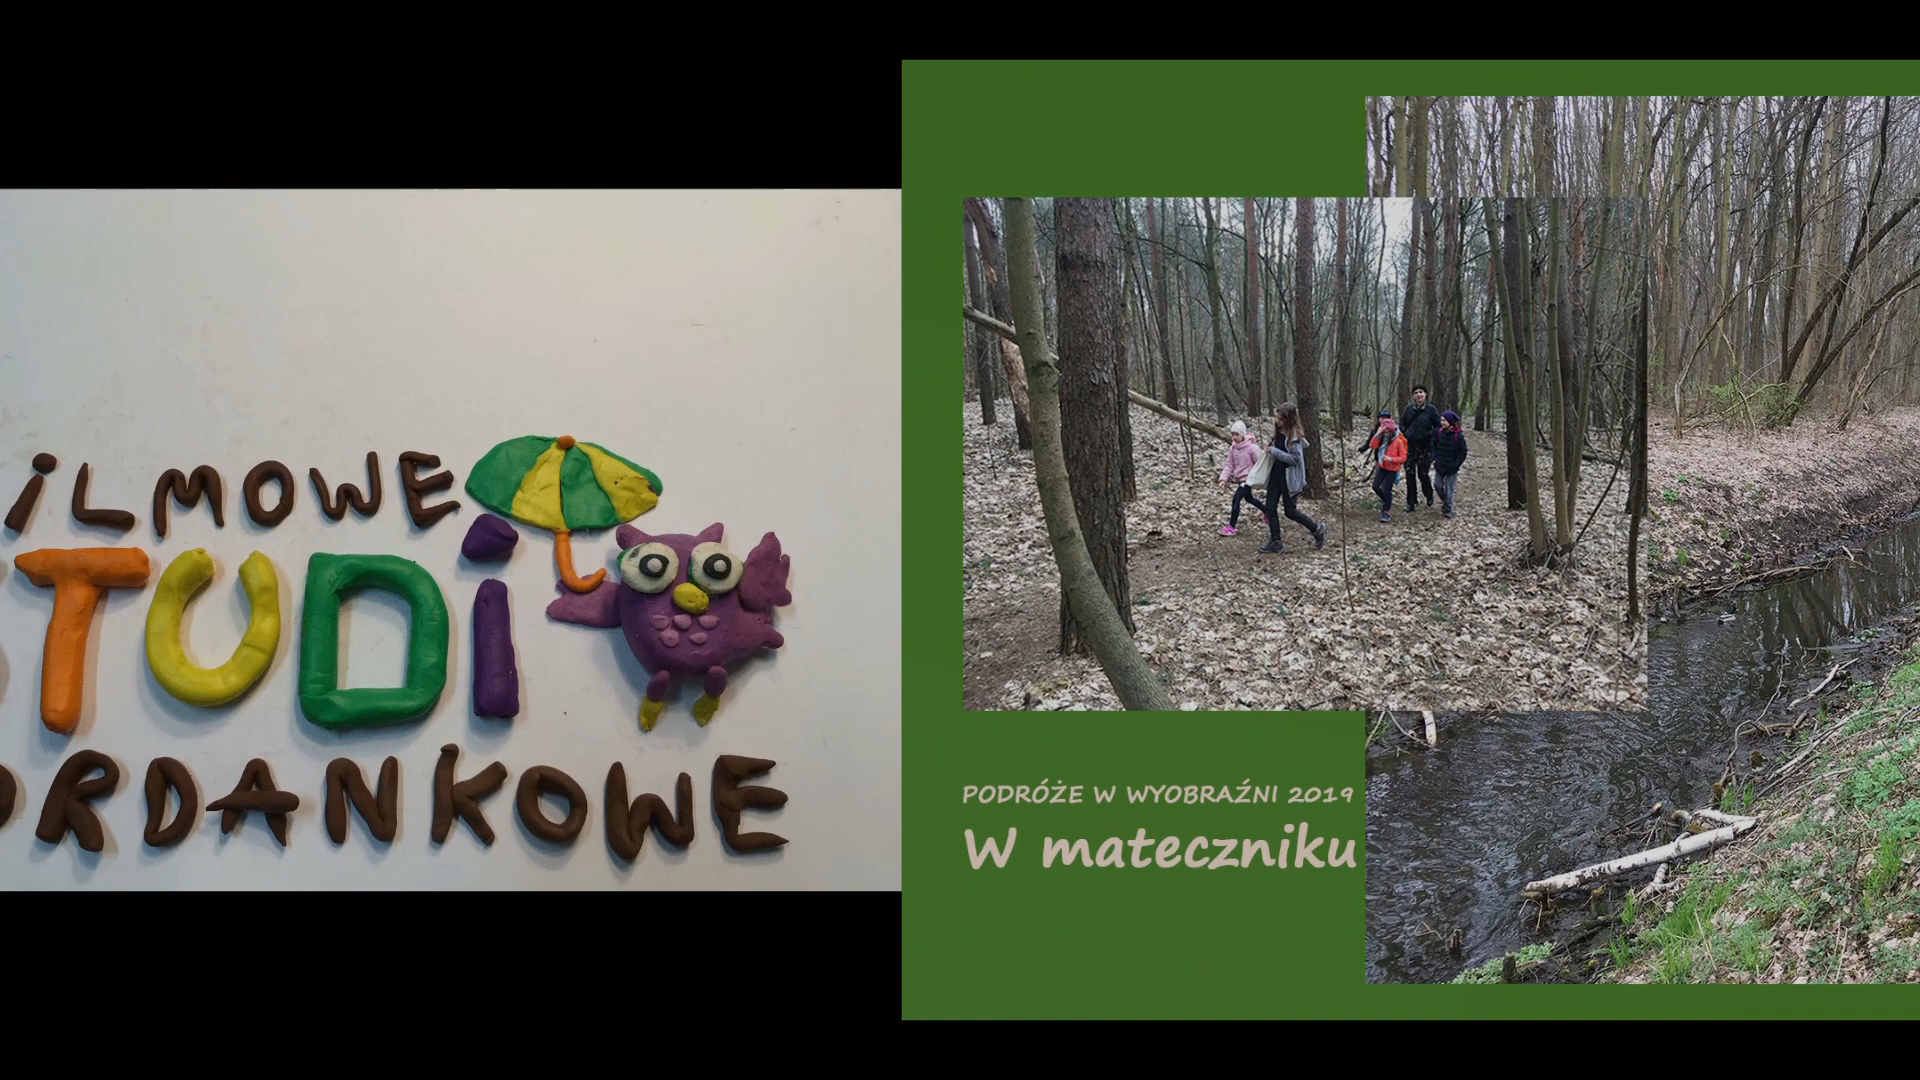 iLMOWE
TUDi
RDANKOWE
PODRÓŻE W WYOBRAŹNI 2019
W mateczniku